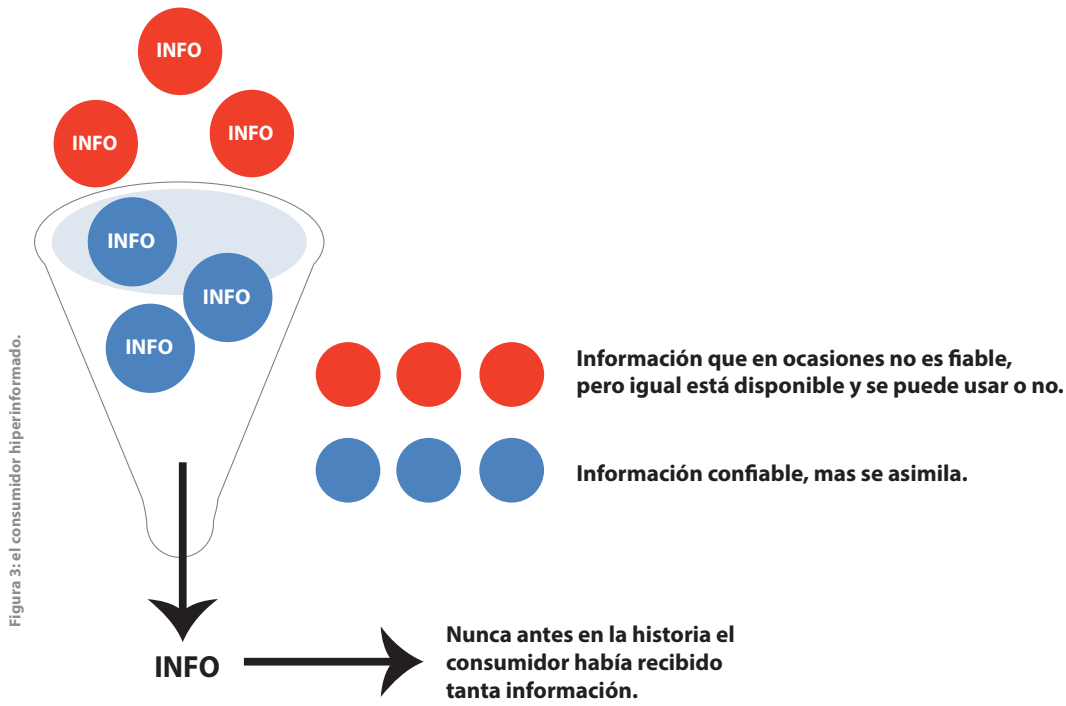 INFO
INFO
INFO
INFO
INFO
INFO
Información que en ocasiones no es fiable,
pero igual está disponible y se puede usar o no.
Información confiable, mas se asimila.
INFO
Nunca antes en la historia el
consumidor había recibido
tanta información.
Figura 3: el consumidor hiperinformado.